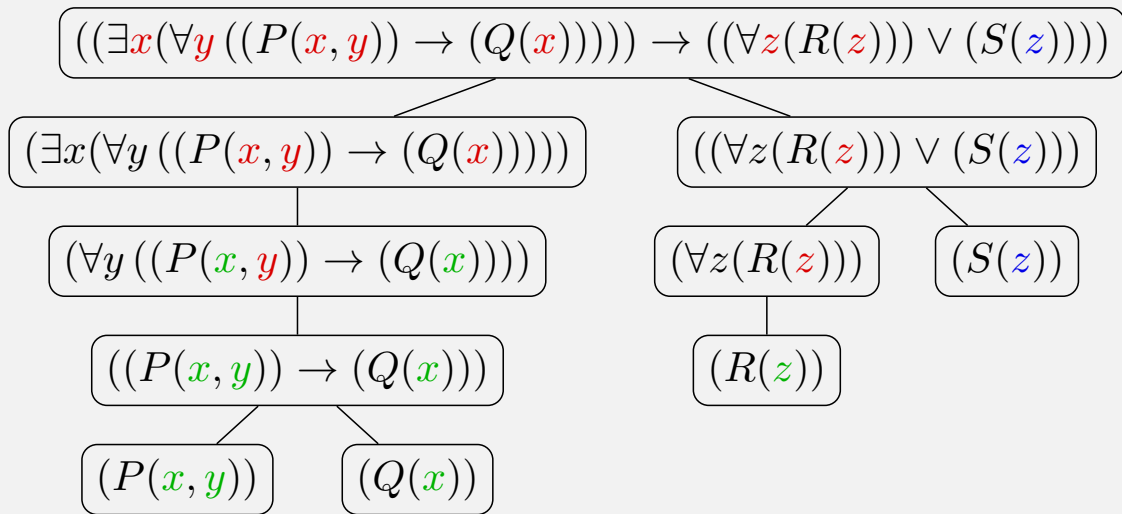 ((∃x(∀y ((P(x, y)) → (Q(x))))) → ((∀z(R(z))) ∨ (S(z))))
(∃x(∀y ((P(x, y)) → (Q(x))))) ((∀z(R(z))) ∨ (S(z)))
(∀y ((P(x, y)) → (Q(x)))) (∀z(R(z))) (S(z))
((P(x, y)) → (Q(x))) (R(z))
(P(x, y)) (Q(x))